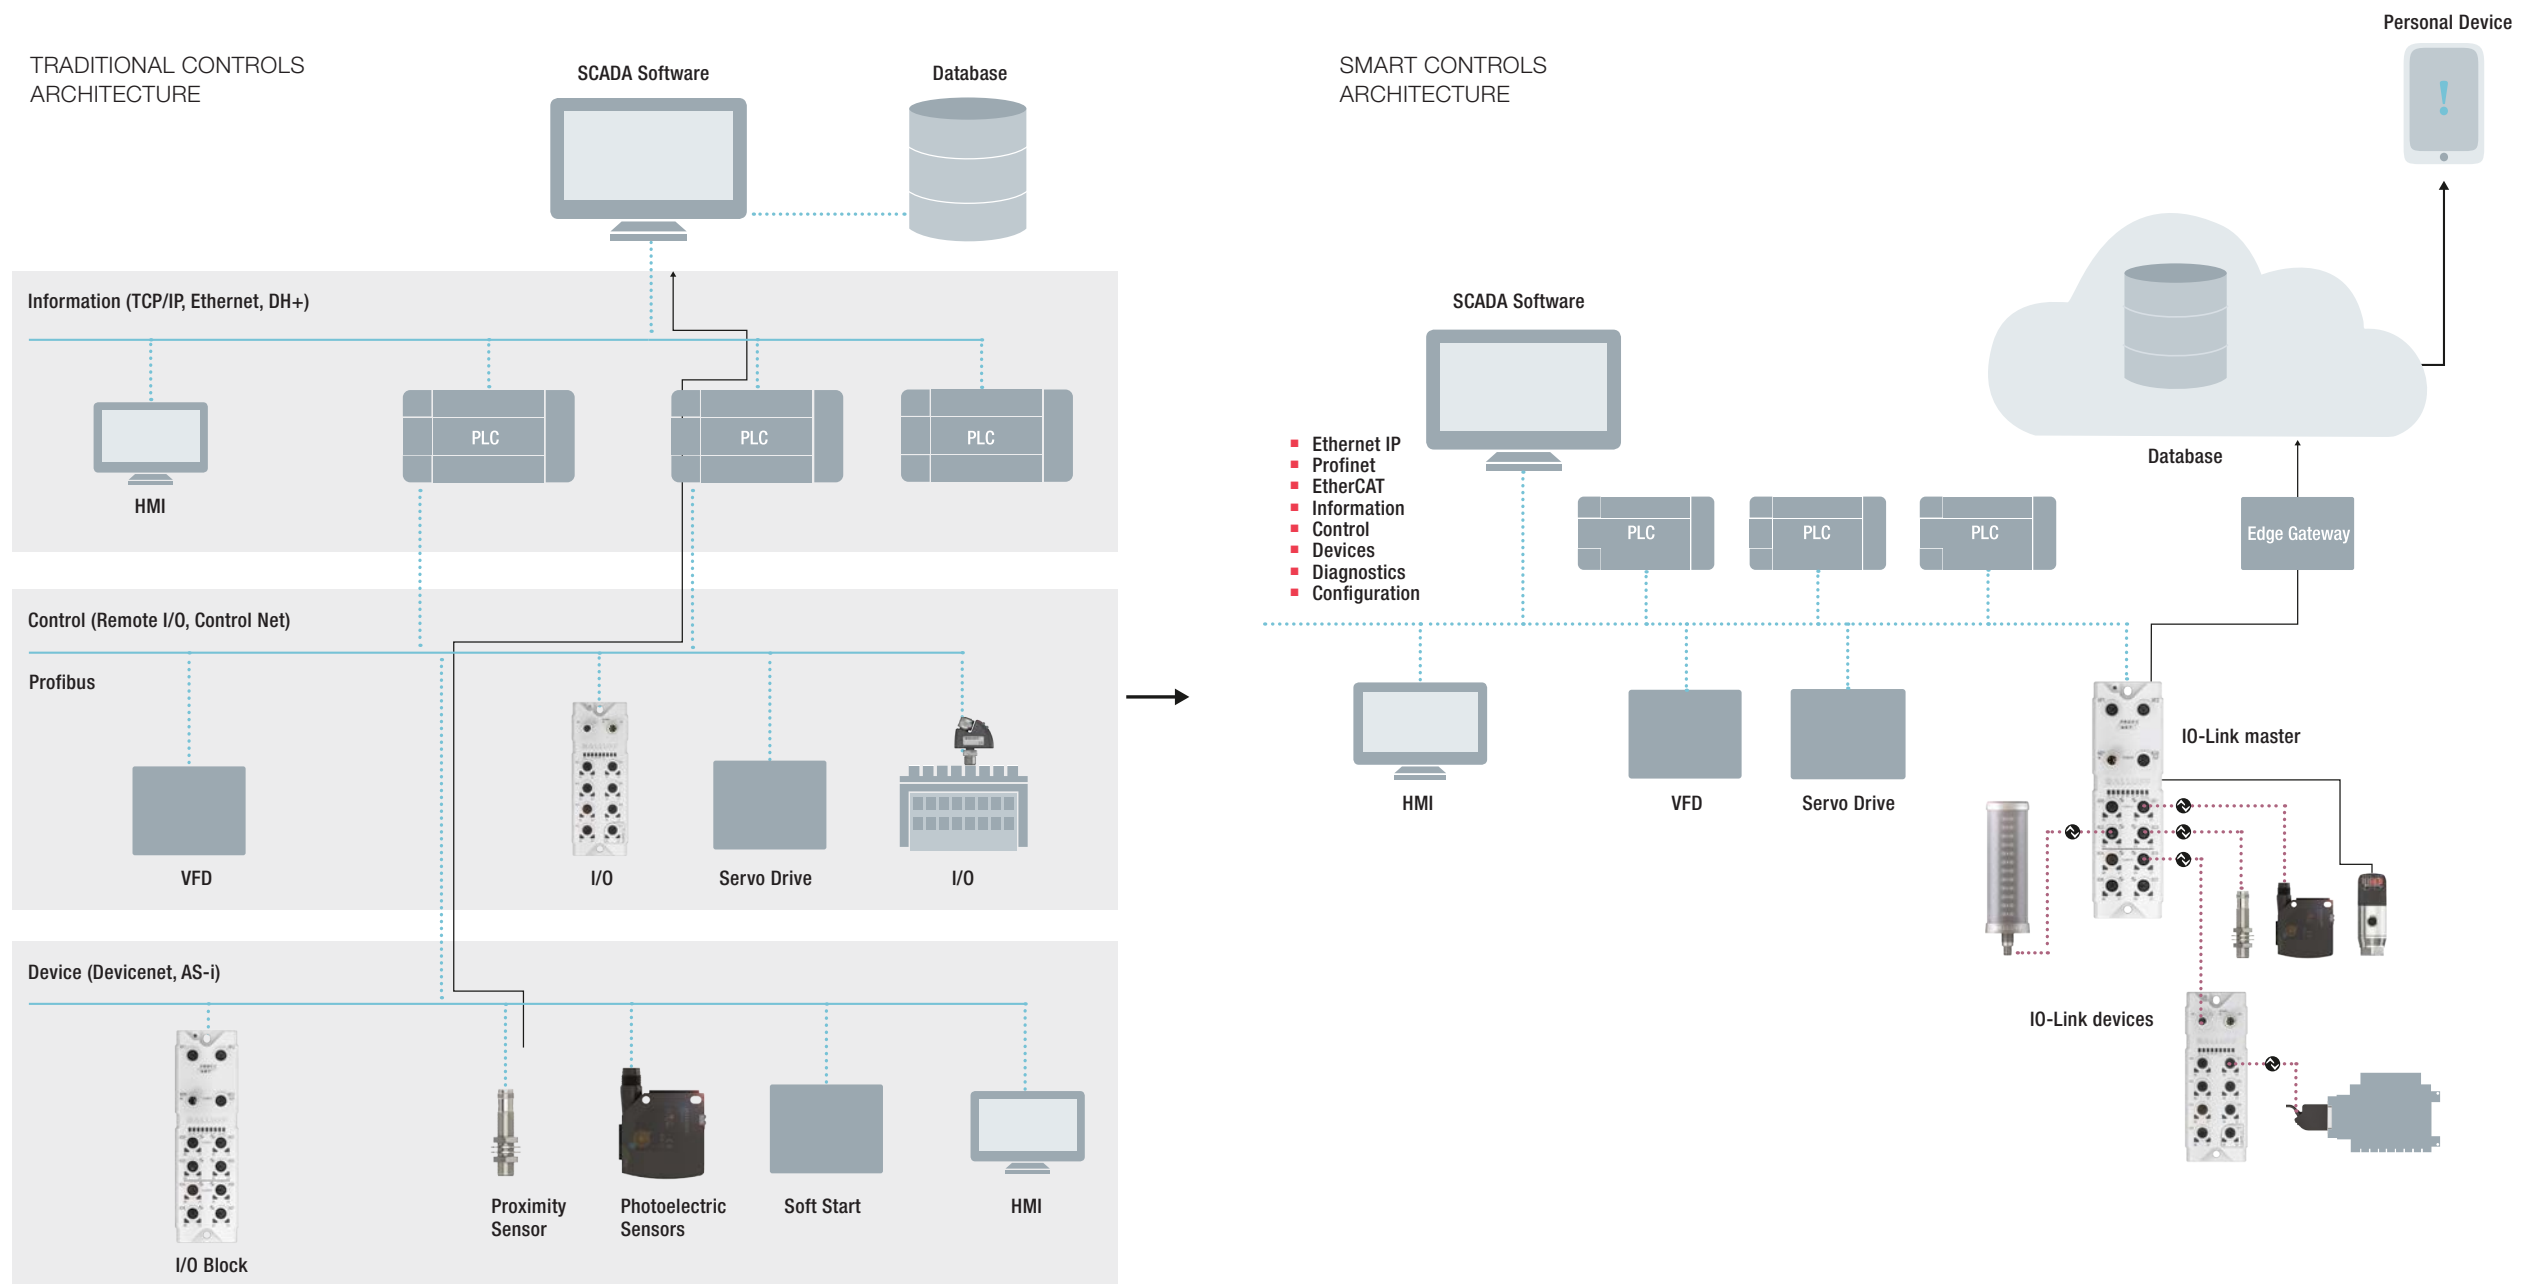 TRADITIONAL CONTROLS
ARCHITECTURE
SCADA Software
Database
Information (TCP/IP, Ethernet, DH+)
HMI
PLC
PLC
PLC
Control (Remote I/O, Control Net)
Profibus
VFD
I/O
Servo Drive
I/O
Device (Devicenet, AS-i)
I/O Block
Proximity
Sensor
Photoelectric
Sensors
Soft Start
HMI
SMART CONTROLS
ARCHITECTURE
Personal Device
!
SCADA Software
Database
Ethernet IP
Profinet
EtherCAT
Information
Control
Devices
Diagnostics
Configuration
PLC
PLC
PLC
Edge Gateway
HMI
VFD
Servo Drive
IO-Link master
IO-Link devices